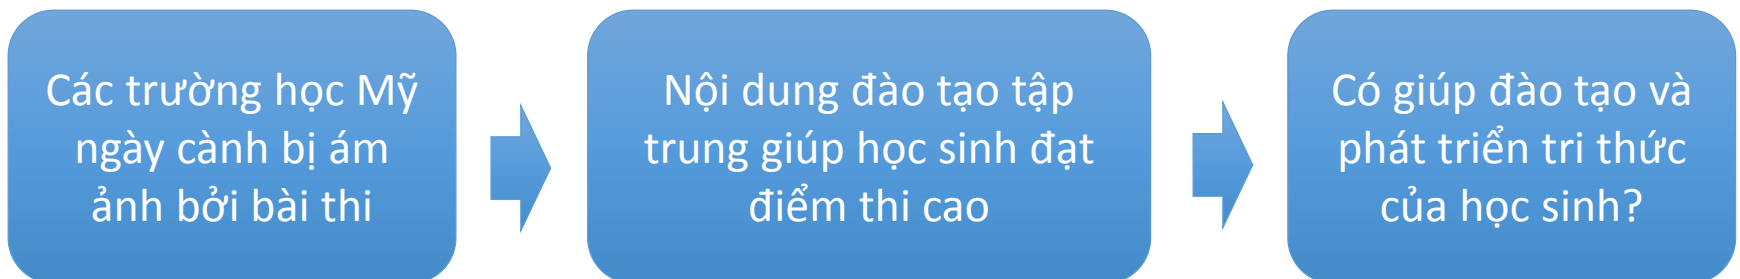 Các trường học Mỹ
ngày cành bị ám
ảnh bởi bài thi
Nội dung đào tạo tập
trung giúp học sinh đạt
điểm thi cao
Có giúp đào tạo và
phát triển tri thức
của học sinh?